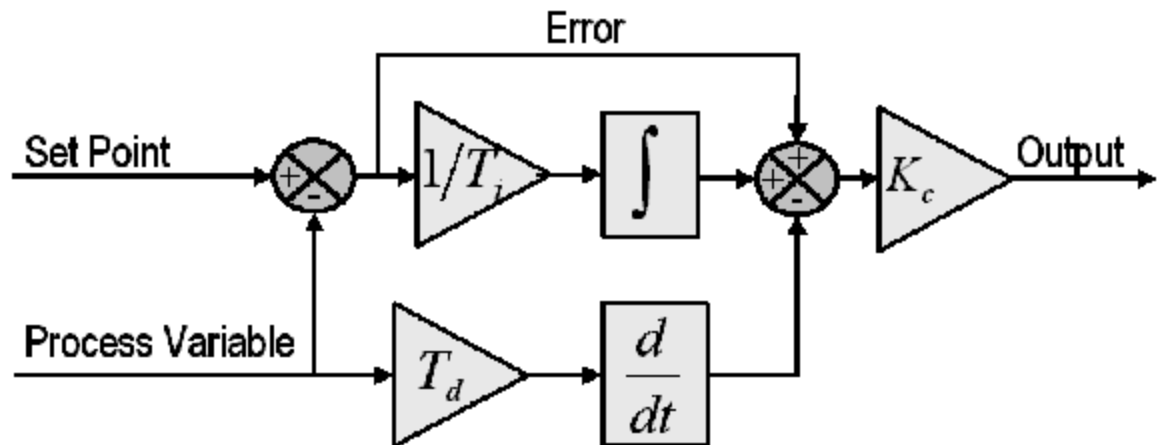 Error
Set Point
+
-
1/T_i
∫
+
+
-
K_c
Output
Process Variable
T_d
d
dt